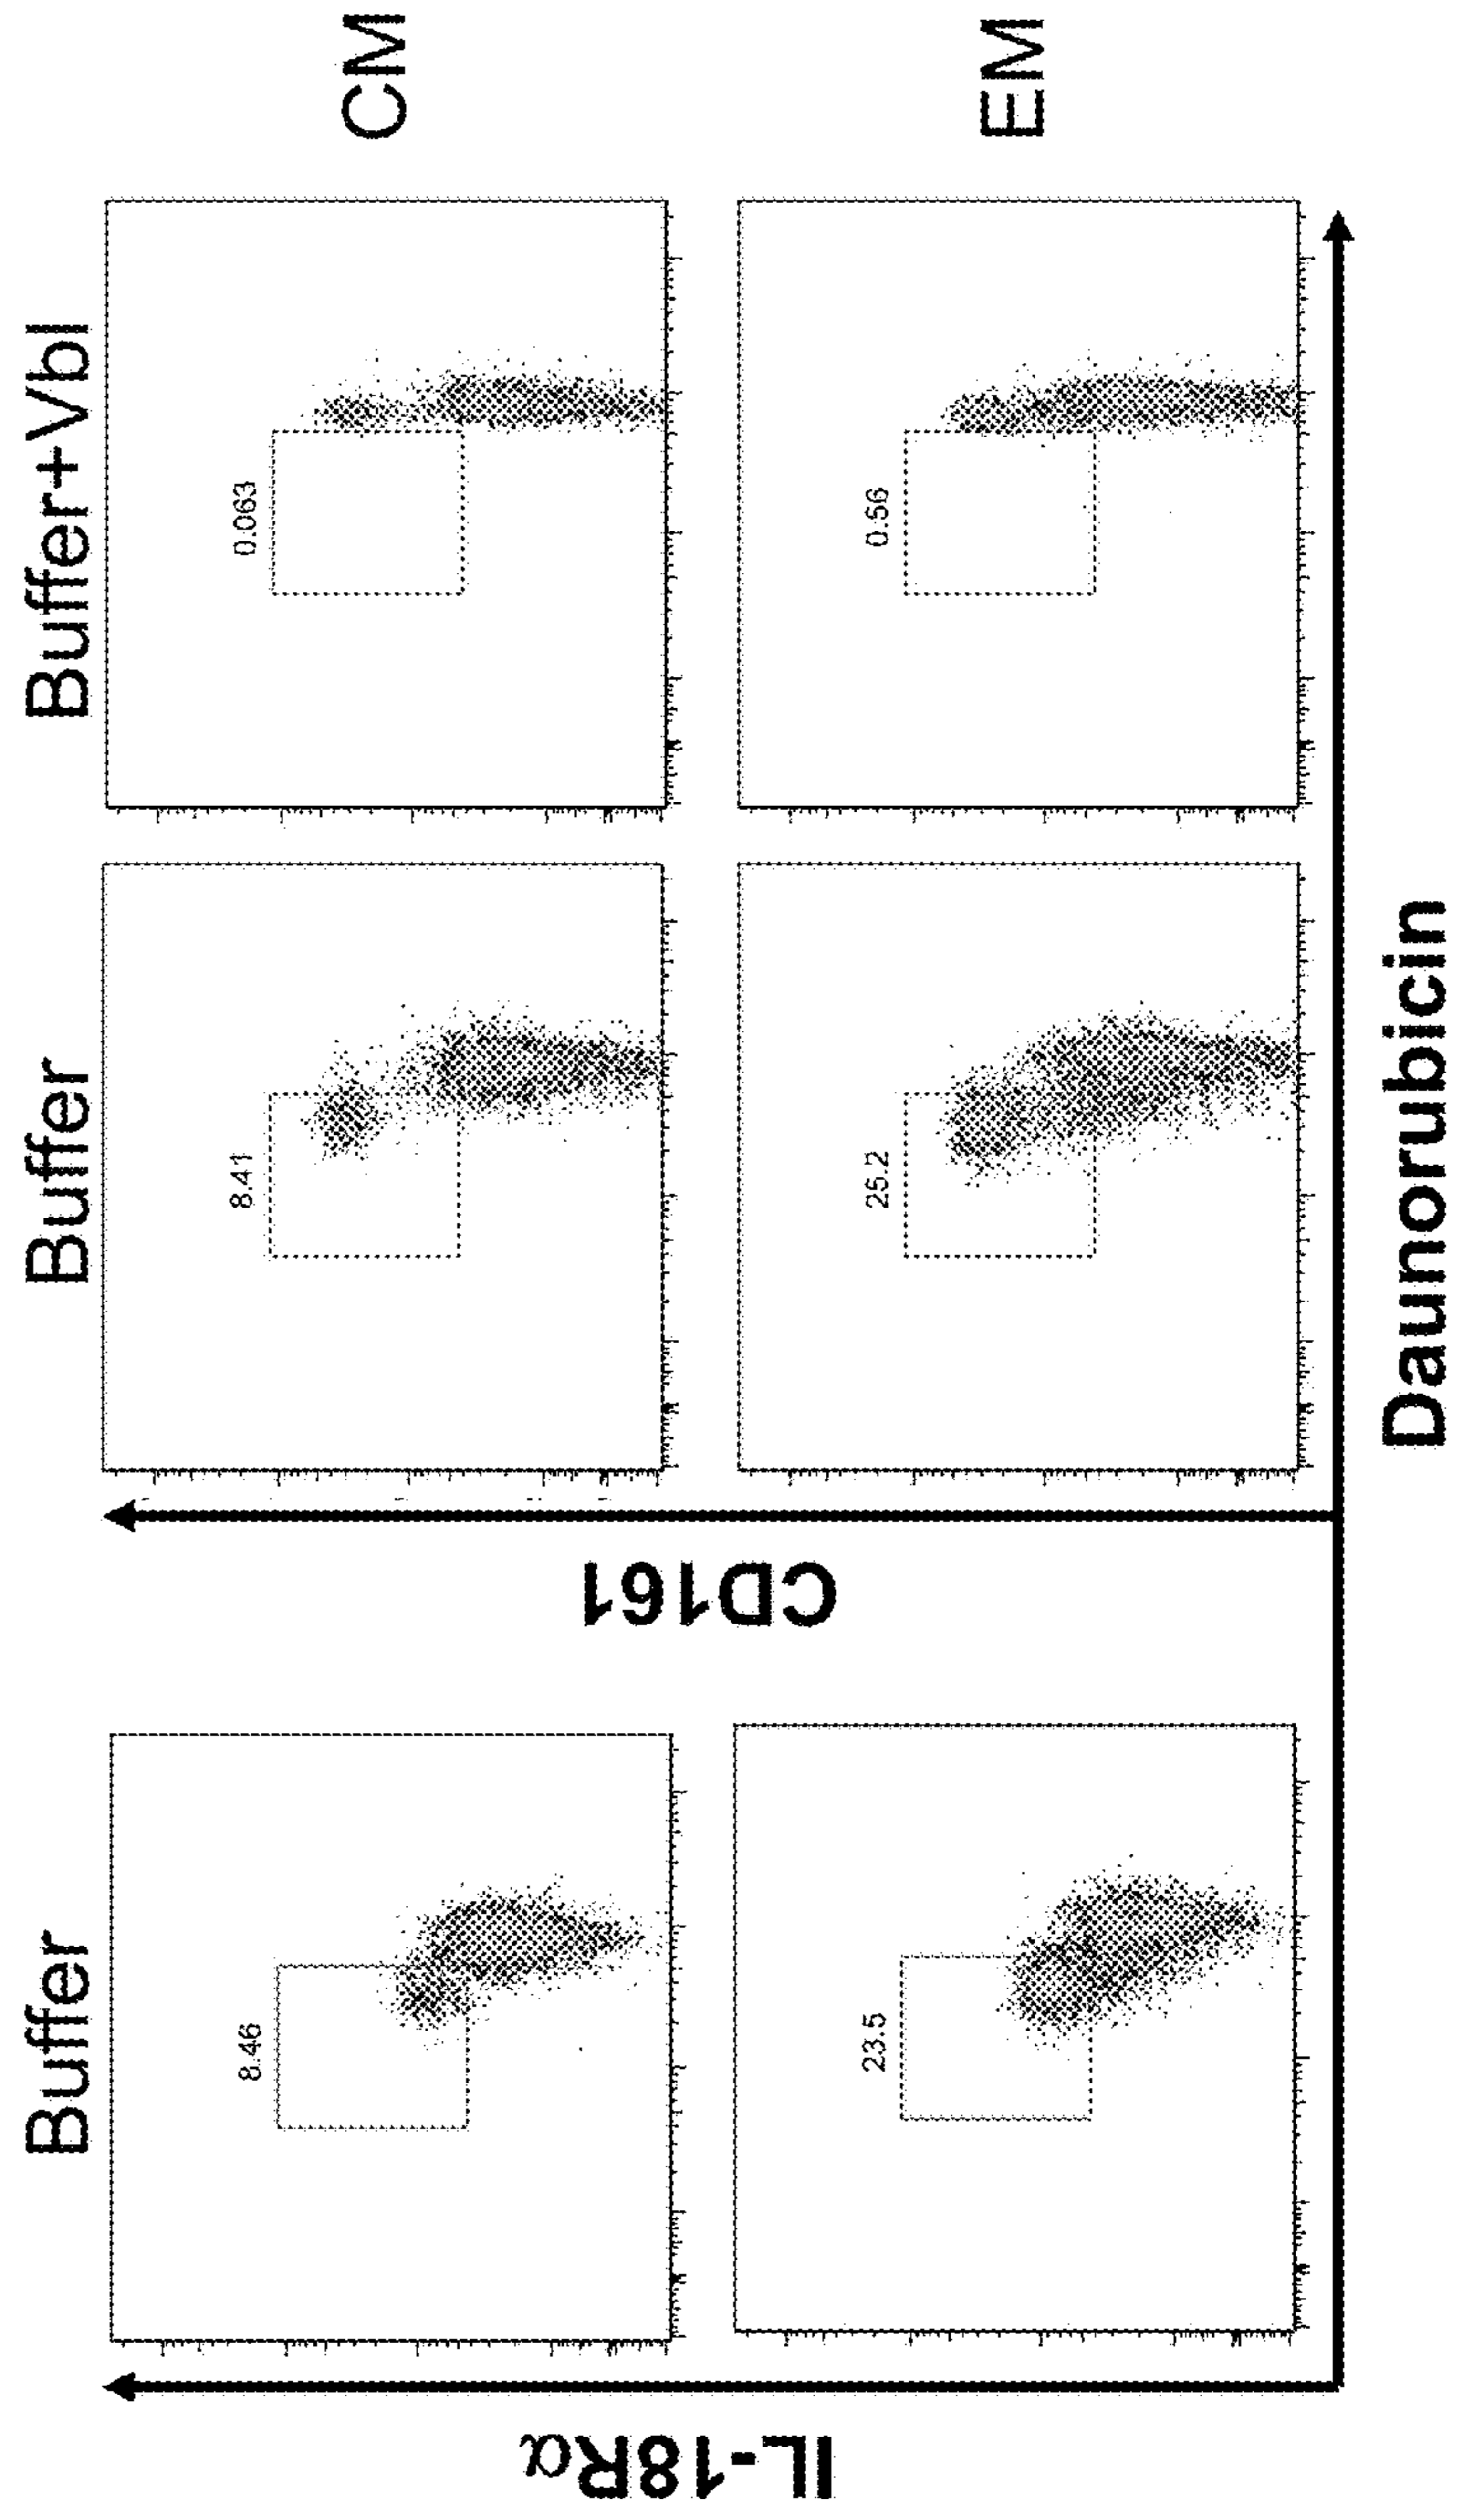 Buffer
Buffer
Buffer+Vbl
IL-18Rα
8.46
CD161
8.41
0.063
CM
23.5
25.2
0.56
EM
Daunorubicin